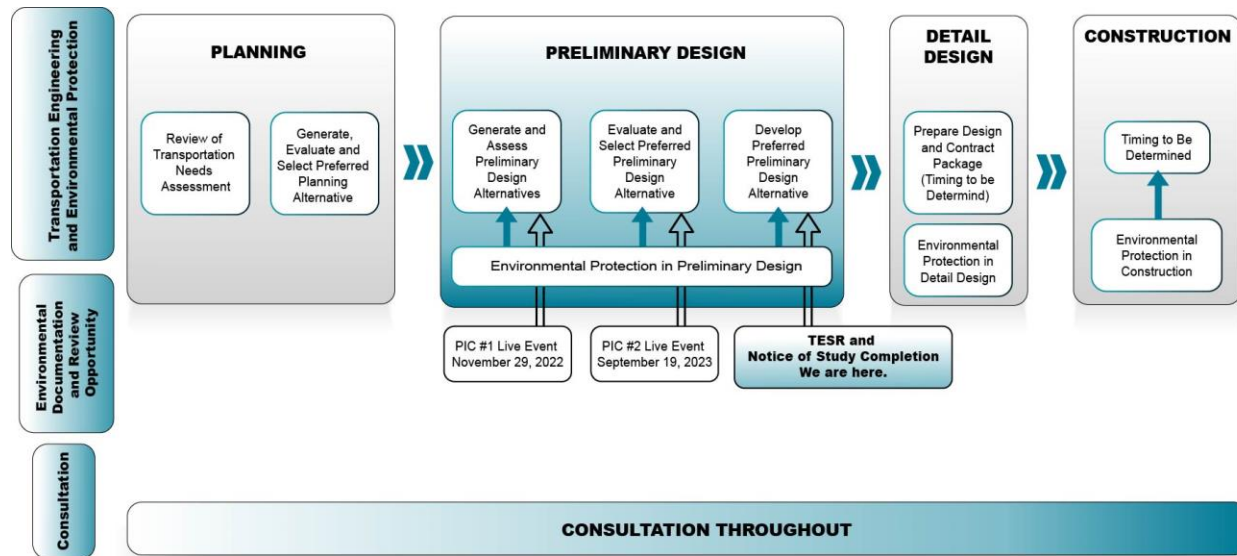 Transportation Engineering
and Environmental Protection
PLANNING
Review of
Transportation
Needs
Assessment
Generate,
Evaluate and
Select Preferred
Planning
Alternative
PRELIMINARY DESIGN
Generate and
Assess
Preliminary
Design
Alternatives
Evaluate and
Select Preferred
Preliminary
Design
Alternative
Develop
Preferred
Preliminary
Design
Alternative
Environmental Protection in Preliminary Design
DETAIL
DESIGN
Prepare Design
and Contract
Package
(Timing to be
Determind)
Environmental
Protection in
Detail Design
CONSTRUCTION
Timing to Be
Determined
Environmental
Protection in
Construction
Environmental
Documentation
and Review
Opportunity
PIC #1 Live Event
November 29, 2022
PIC #2 Live Event
September 19, 2023
TESR and
Notice of Study Completion
We are here.
Consultation
CONSULTATION THROUGHOUT